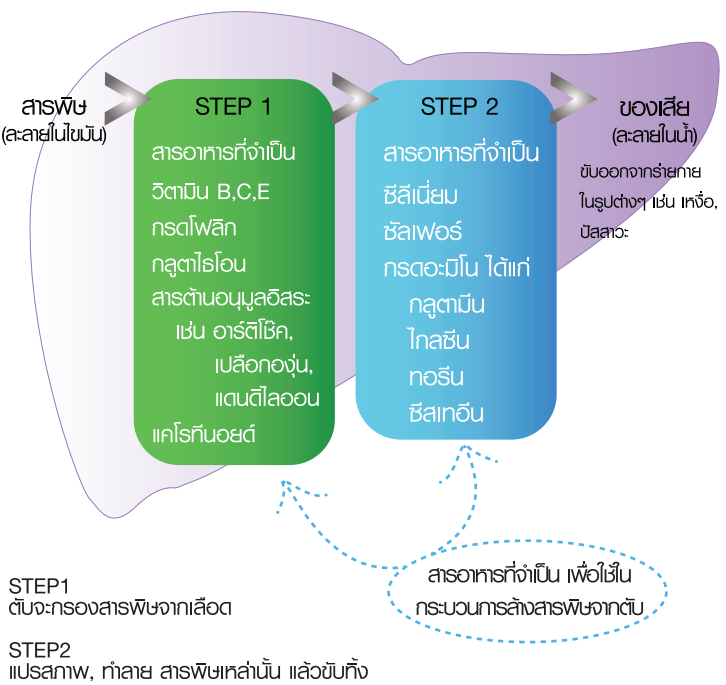 สารพิษ
(ละลายในไขมัน)
STEP 1
สารอาหารที่จำเป็น
วิตามิน B,C,E
กรดโฟลิก
กลูตาไธโอน
สารต้านอนุมูลอิสระ
เช่น อาร์ติโช๊ค,
เปลือกองุ่น,
แดนดิไลออน
แคโรทีนอยด์
STEP 2
สารอาหารที่จำเป็น
ซีลีเนี่ยม
ซัลเฟอร์
กรดอะมิโน ได้แก่
กลูตามีน
ไกลซีน
ทอรีน
ซีสเทอีน
ของเสีย
(ละลายในน้ำ)
ขับออกจากร่ายกาย
ในรูปต่างๆ เช่น เหงื่อ,
ปัสสาวะ
สารอาหารที่จำเป็น เพื่อใช้ใน
กระบวนการล้างสารพิษจากตับ
STEP1
ตับจะกรองสารพิษจากเลือด
STEP2
แปรสภาพ, ทำลาย สารพิษเหล่านั้น แล้วขับทิ้ง